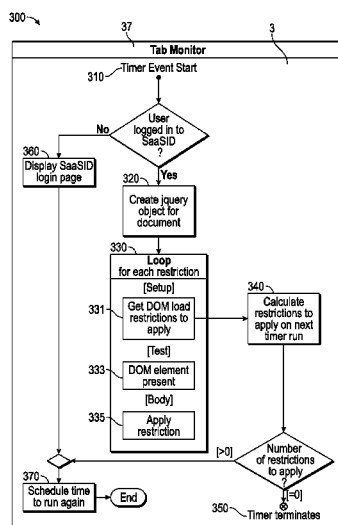 300
37
3
Tab Monitor
310
Timer Event Start
User
logged in to
SaaSID
?
No
Yes
360
Display SaaSID
login page
320
Create jquery
object for
document
330
Loop
for each restriction
[Setup]
331
Get DOM load
restrictions to
apply
[Test]
333
DOM element
present
[Body]
335
Apply
restriction
340
Calculate
restrictions to
apply on next
timer run
Number
of restrictions
to apply
?
[>0]
[=0]
350
Timer terminates
370
Schedule time
to run again
End